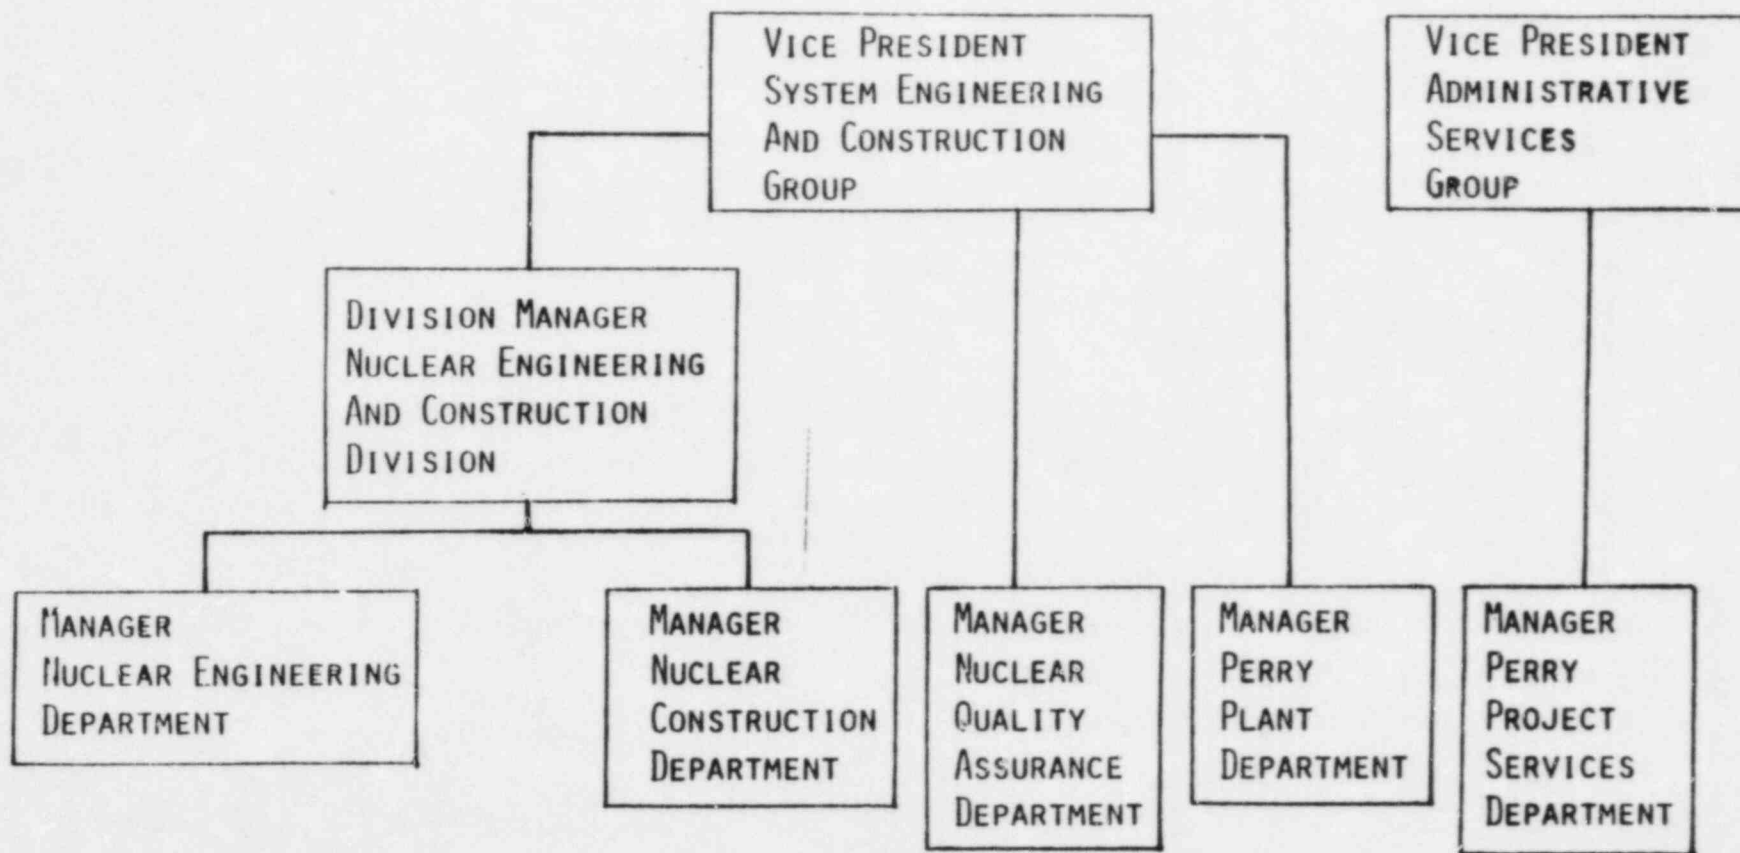 VICE PRESIDENT
SYSTEM ENGINEERING
AND CONSTRUCTION
GROUP
VICE PRESIDENT
ADMINISTRATIVE
SERVICES
GROUP
DIVISION MANAGER
NUCLEAR ENGINEERING
AND CONSTRUCTION
DIVISION
MANAGER
NUCLEAR ENGINEERING
DEPARTMENT
MANAGER
NUCLEAR
CONSTRUCTION
DEPARTMENT
MANAGER
NUCLEAR
QUALITY
ASSURANCE
DEPARTMENT
MANAGER
PERRY
PLANT
DEPARTMENT
MANAGER
PERRY
PROJECT
SERVICES
DEPARTMENT